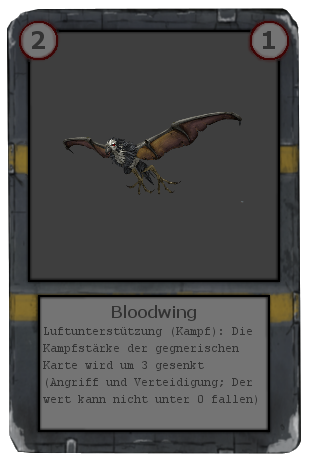 2 1
Bloodwing
Luftunterstützung (Kampf): Die
Kampfstärke der gegnerischen
Karte wird um 3 gesenkt
(Angriff und Verteidigung; Der
wert kann nicht unter 0 fallen)